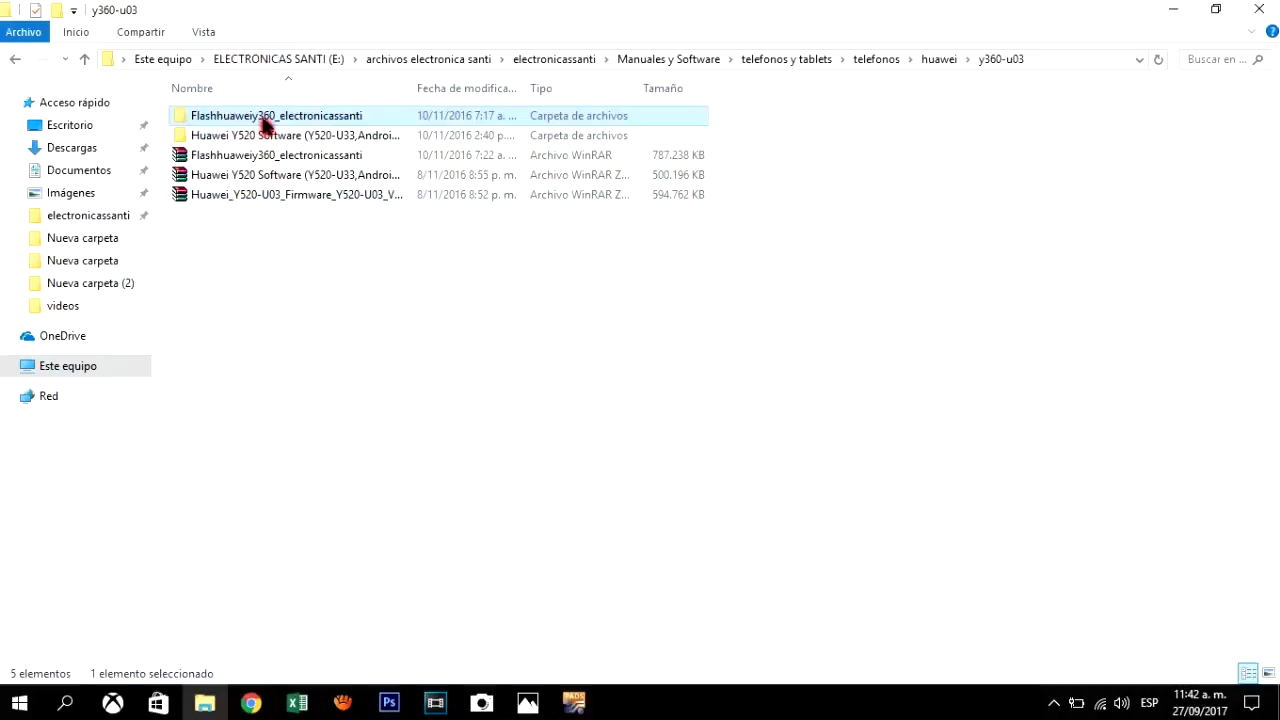 y360-u03
Archivo Inicio Compartir Vista
Este equipo ELECTRONICAS SANTI (E:) archivos electronica santi electronicassanti Manuales y Software telefonos y tablets telefonos huawei y360-u03 Buscar en ...
Nombre Fecha de modifica... Tipo Tamaño
Acceso rápido
Escritorio
Descargas
Documentos
Imágenes
electronicassanti
Nueva carpeta
Nueva carpeta
Nueva carpeta (2)
videos
OneDrive
Este equipo
Red
Flashhuaweiy360_electronicassanti 10/11/2016 7:17 a. ... Carpeta de archivos
Huawei Y520 Software (Y520-U33,Androi... 10/11/2016 2:40 p.... Carpeta de archivos
Flashhuaweiy360_electronicassanti 10/11/2016 7:22 a. ... Archivo WinRAR 787.238 KB
Huawei Y520 Software (Y520-U33,Androi... 8/11/2016 8:55 p. m. Archivo WinRAR Z... 500.196 KB
Huawei_Y520-U03_Firmware_Y520-U03_V... 8/11/2016 8:52 p. m. Archivo WinRAR Z... 594.762 KB
5 elementos 1 elemento seleccionado
Ps
PADS
ESP
11:42 a. m.
27/09/2017